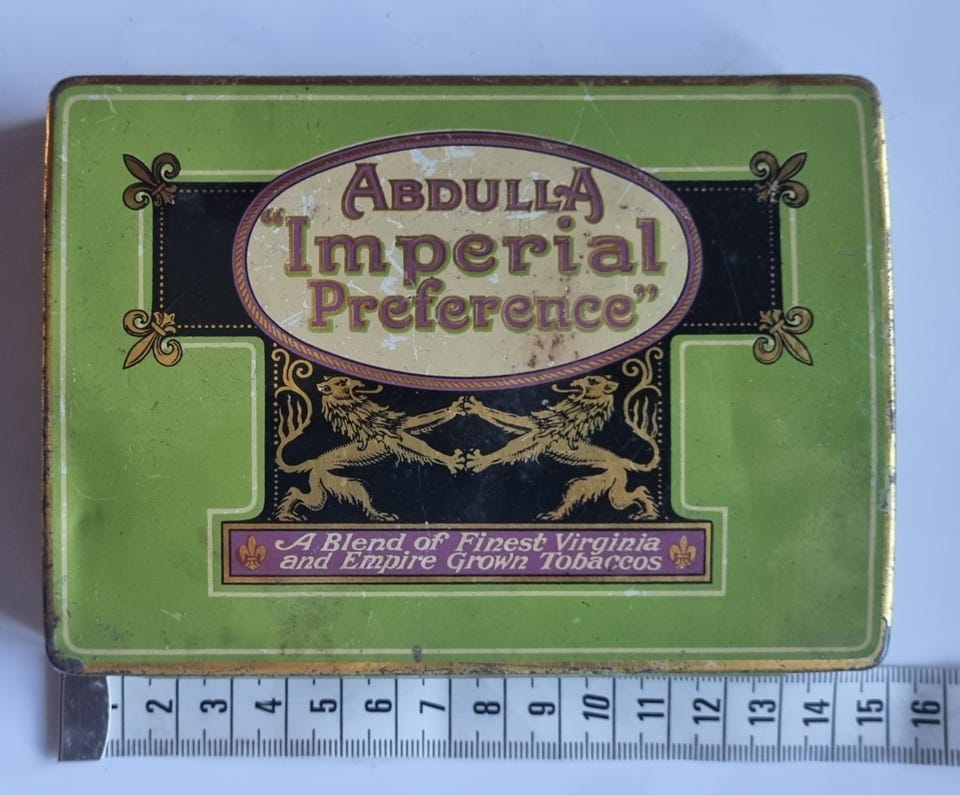 ABDULLA
“Imperial
Preference”
A Blend of Finest Virginia
and Empire Grown Tobaccos
2 3 4 5 6 7 8 9 10 11 12 13 14 15 16